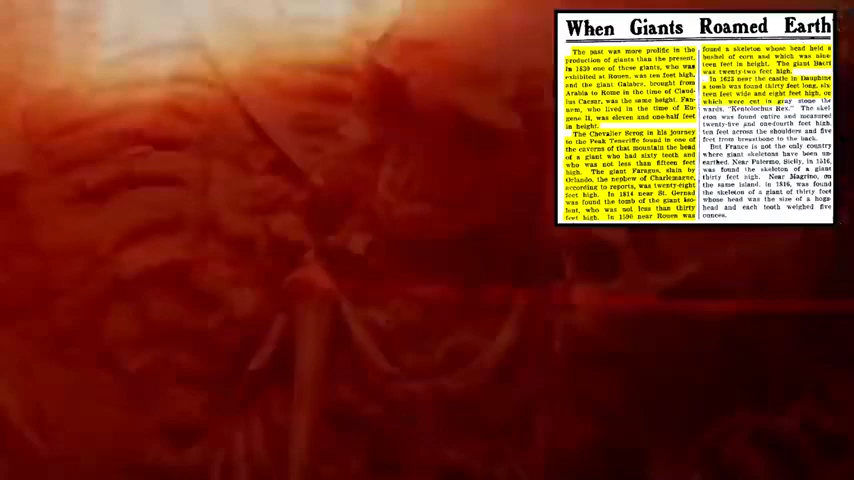 When Giants Roamed Earth
The past was more prolific in the
production of giants than the present.
In 1830 one of these giants, who was
exhibited at Rouen, was ten feet high,
and the giant Galabra, brought from
Arabia to Rome in the time of Claud-
ius Caesar, was the same height. Fan-
num, who lived in the time of Eu-
gene II, was eleven and one-half feet
in height.
The Chevalier Scrog in his journey
to the Peak Teneriffe found in one of
the caverns of that mountain the head
of a giant who had sixty teeth and
who was not less than fifteen feet
high. The giant Faragus, slain by
Orlando, the nephew of Charlemagne,
according to reports, was twenty-eight
feet high. In 1814 near St. Gernad
was found the tomb of the giant
who was not less than thirty
feet high. In 1590 near Rouen was
found a skeleton whose head held a
bushel of corn and which was nine-
teen feet in height. The giant Bacri
was twenty-two feet high.
In 1623 near the castle in Dauphine
a tomb was found thirty feet long, six-
teen feet wide and eight feet high, on
which were cut in gray stone the
words, "Kentolochus Rex." The skel-
eton was found entire and measured
twenty-five and one-fourth feet high,
ten feet across the shoulders and five
feet from breastbone to the back.
But France is not the only country
where giant skeletons have been un-
earthed. Near Palermo, Sicily, in 1516,
was found the skeleton of a giant
thirty feet high. Near Magrino, on
the same island, in 1816, was found
the skeleton of a giant of thirty feet
whose head was the size of a hogs-
head and each tooth weighed five
ounces.